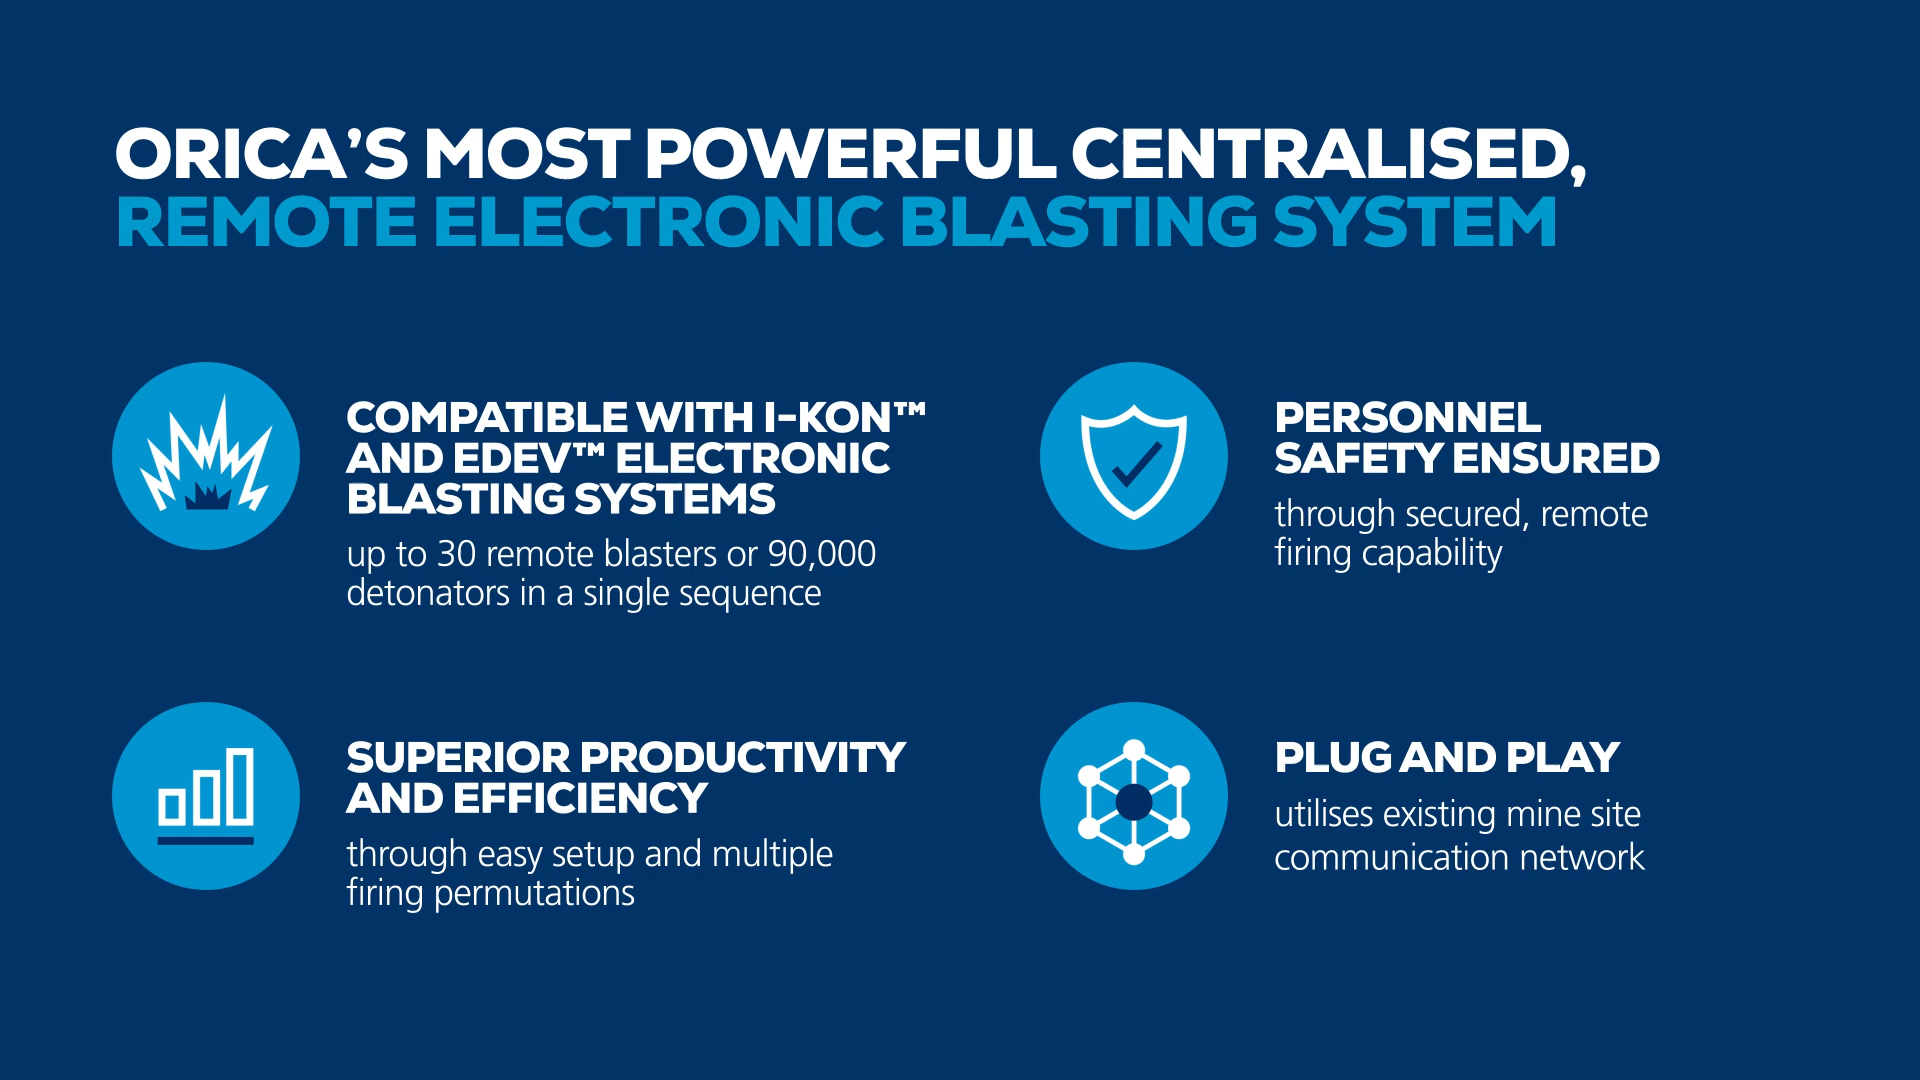 ORICA’S MOST POWERFUL CENTRALISED,
REMOTE ELECTRONIC BLASTING SYSTEM
COMPATIBLE WITH I-KON™
AND EDEV™ ELECTRONIC
BLASTING SYSTEMS
up to 30 remote blasters or 90,000
detonators in a single sequence
PERSONNEL
SAFETY ENSURED
through secured, remote
firing capability
SUPERIOR PRODUCTIVITY
AND EFFICIENCY
through easy setup and multiple
firing permutations
PLUG AND PLAY
utilises existing mine site
communication network